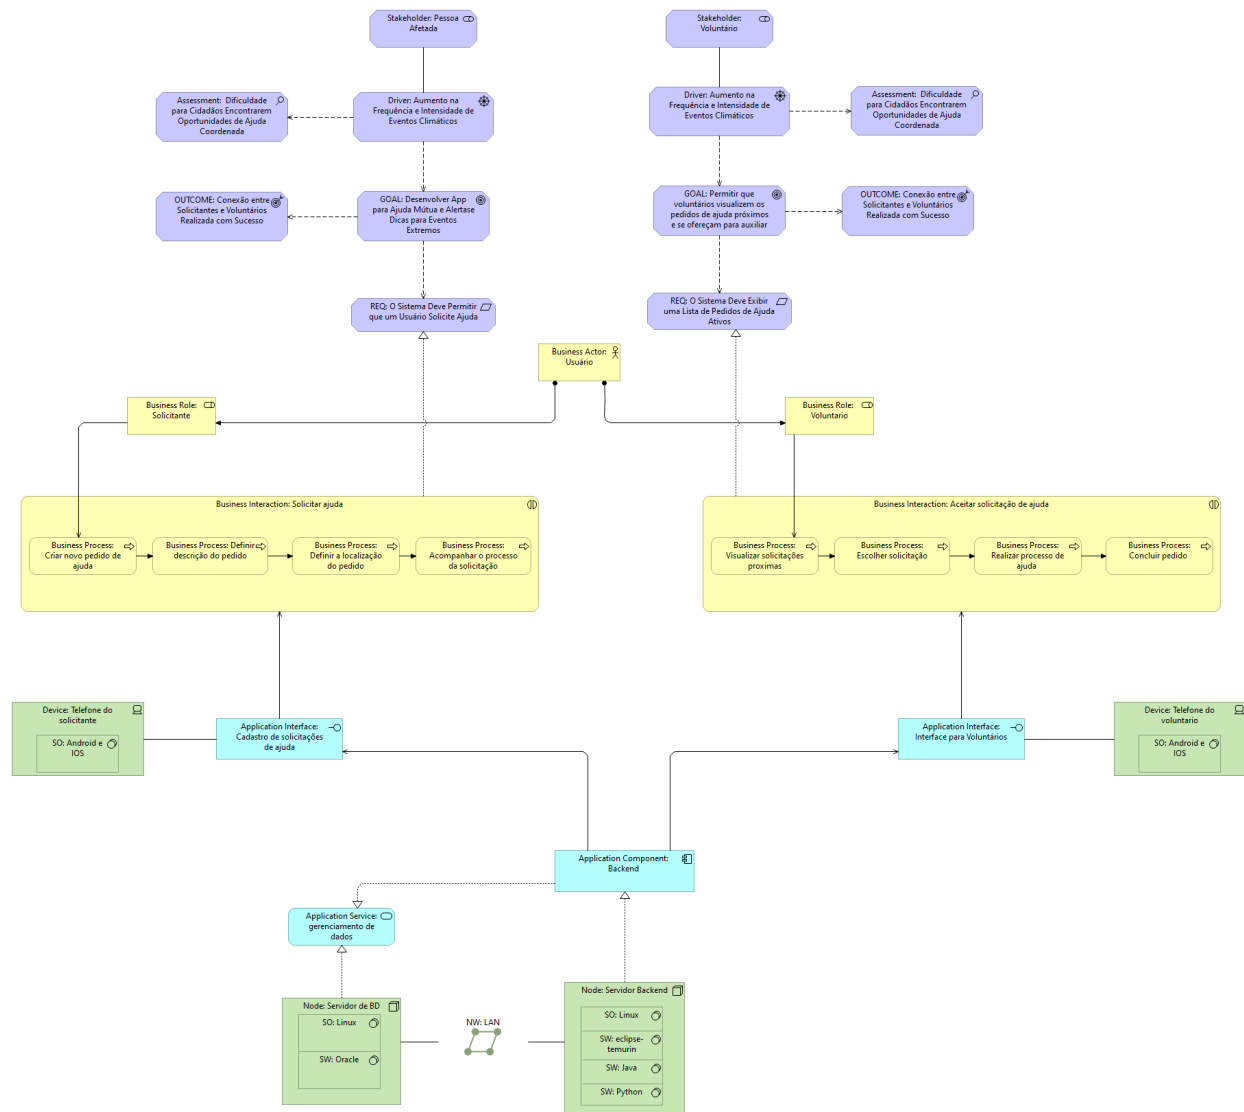 Stakeholder: Pessoa
Afetada
Stakeholder:
Voluntário
Assessment:  Dificuldade
para Cidadãos Encontrarem
Oportunidades de Ajuda
Coordenada
Driver: Aumento na
Frequência e Intensidade de
Eventos Climáticos
Driver: Aumento na
Frequência e Intensidade de
Eventos Climáticos
Assessment:  Dificuldade
para Cidadãos Encontrarem
Oportunidades de Ajuda
Coordenada
OUTCOME: Conexão entre
Solicitantes e Voluntários
Realizada com Sucesso
GOAL: Desenvolver App
para Ajuda Mútua e Alertase
Dicas para Eventos
Extremos
GOAL: Permitir que
voluntários visualizem os
pedidos de ajuda próximos
e se ofereçam para auxiliar
OUTCOME: Conexão entre
Solicitantes e Voluntários
Realizada com Sucesso
REQ: O Sistema Deve Permitir
que um Usuário Solicite Ajuda
REQ: O Sistema Deve Exibir
uma Lista de Pedidos de Ajuda
Ativos
Business Actor:
Usuário
Business Role:
Solicitante
Business Role:
Voluntario
Business Interaction: Solicitar ajuda
Business Process:
Criar novo pedido de
ajuda
Business Process: Definir
descrição do pedido
Business Process:
Definir a localização
do pedido
Business Process:
Acompanhar o processo
da solicitação
Business Interaction: Aceitar solicitação de ajuda
Business Process:
Visualizar solicitações
proximas
Business Process:
Escolher solicitação
Business Process:
Realizar processo de
ajuda
Business Process:
Concluir pedido
Device: Telefone do
solicitante
SO: Android e
IOS
Application Interface:
Cadastro de solicitações
de ajuda
Application Interface:
Interface para Voluntários
Device: Telefone do
voluntario
SO: Android e
IOS
Application Component:
Backend
Application Service:
gerenciamento de
dados
Node: Servidor de BD
SO: Linux
SW: Oracle
NW: LAN
Node: Servidor Backend
SO: Linux
SW: eclipse-
temurin
SW: Java
SW: Python